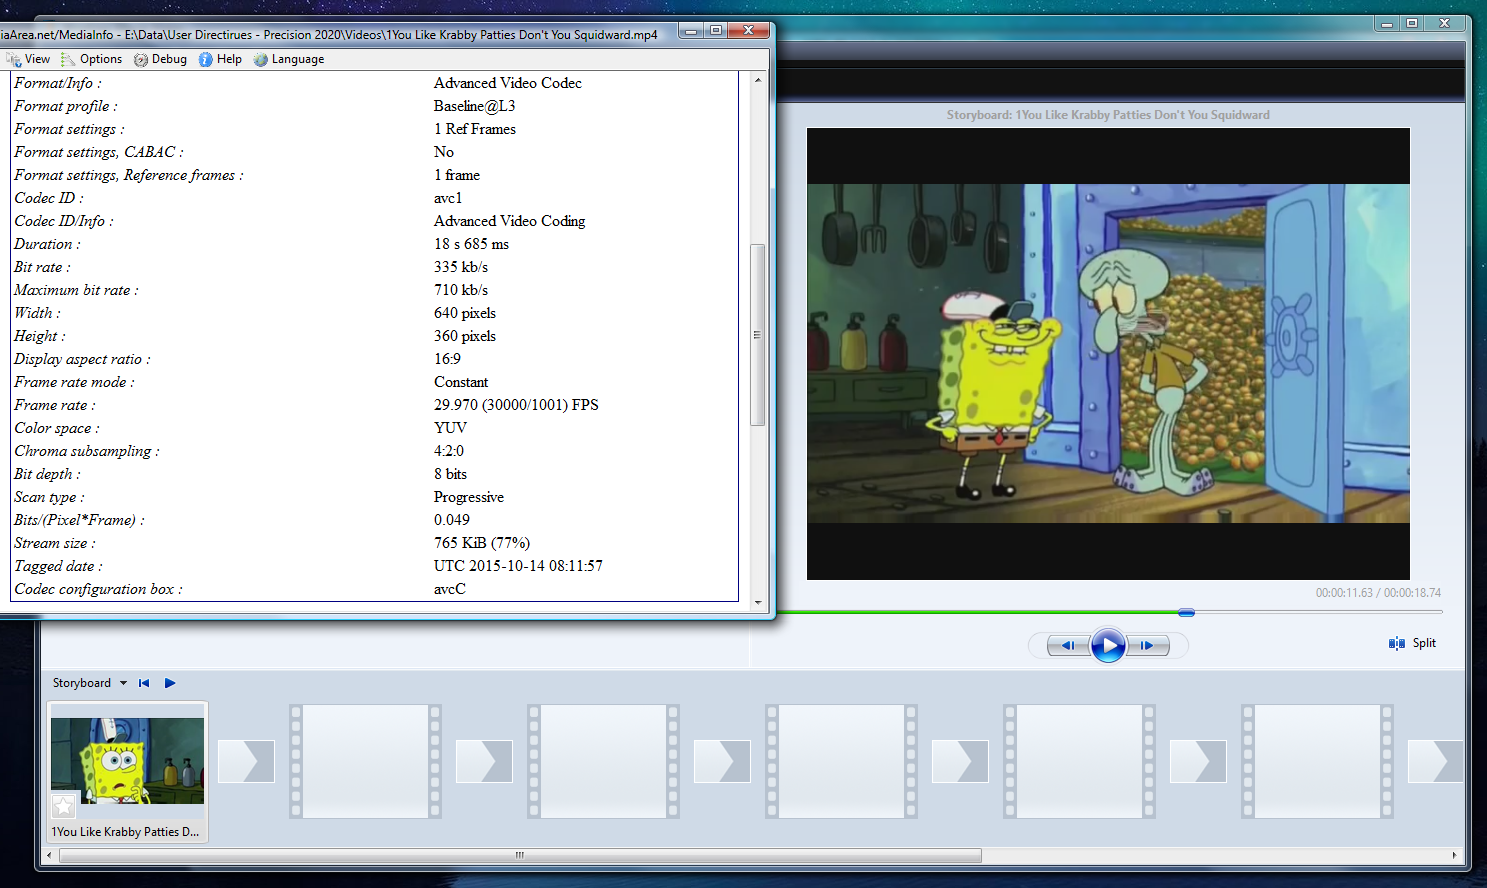 iaArea.net/MediaInfo - E:\Data\User Directirues - Precision 2020\Videos\1You Like Krabby Patties Don't You Squidward.mp4
View Options Debug Help Language
Format/Info : Advanced Video Codec
Format profile : Baseline@L3
Format settings : 1 Ref Frames
Format settings, CABAC : No
Format settings, Reference frames : 1 frame
Codec ID : avc1
Codec ID/Info : Advanced Video Coding
Duration : 18 s 685 ms
Bit rate : 335 kb/s
Maximum bit rate : 710 kb/s
Width : 640 pixels
Height : 360 pixels
Display aspect ratio : 16:9
Frame rate mode : Constant
Frame rate : 29.970 (30000/1001) FPS
Color space : YUV
Chroma subsampling : 4:2:0
Bit depth : 8 bits
Scan type : Progressive
Bits/(Pixel*Frame) : 0.049
Stream size : 765 KiB (77%)
Tagged date : UTC 2015-10-14 08:11:57
Codec configuration box : avcC
Storyboard: 1You Like Krabby Patties Don't You Squidward
00:00:11.63 / 00:00:18.74
Split
Storyboard
1You Like Krabby Patties D...